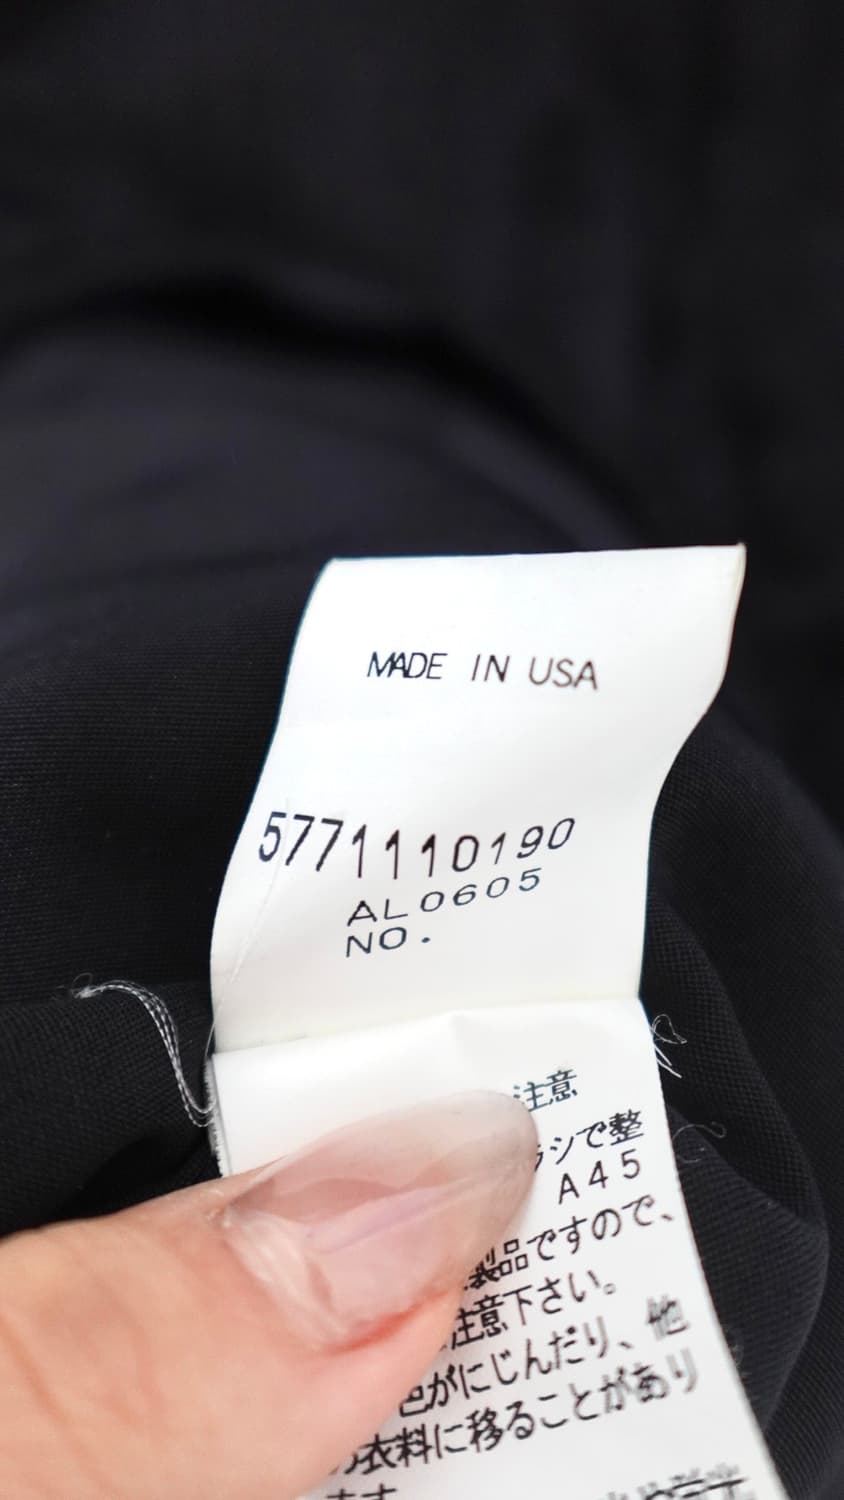 MADE IN USA
5771110190
AL0605
NO.
注意
ラシで整
A45
製品ですので、
注意下さい。
色がにじんだり、他
の衣料に移ることがあり
ます